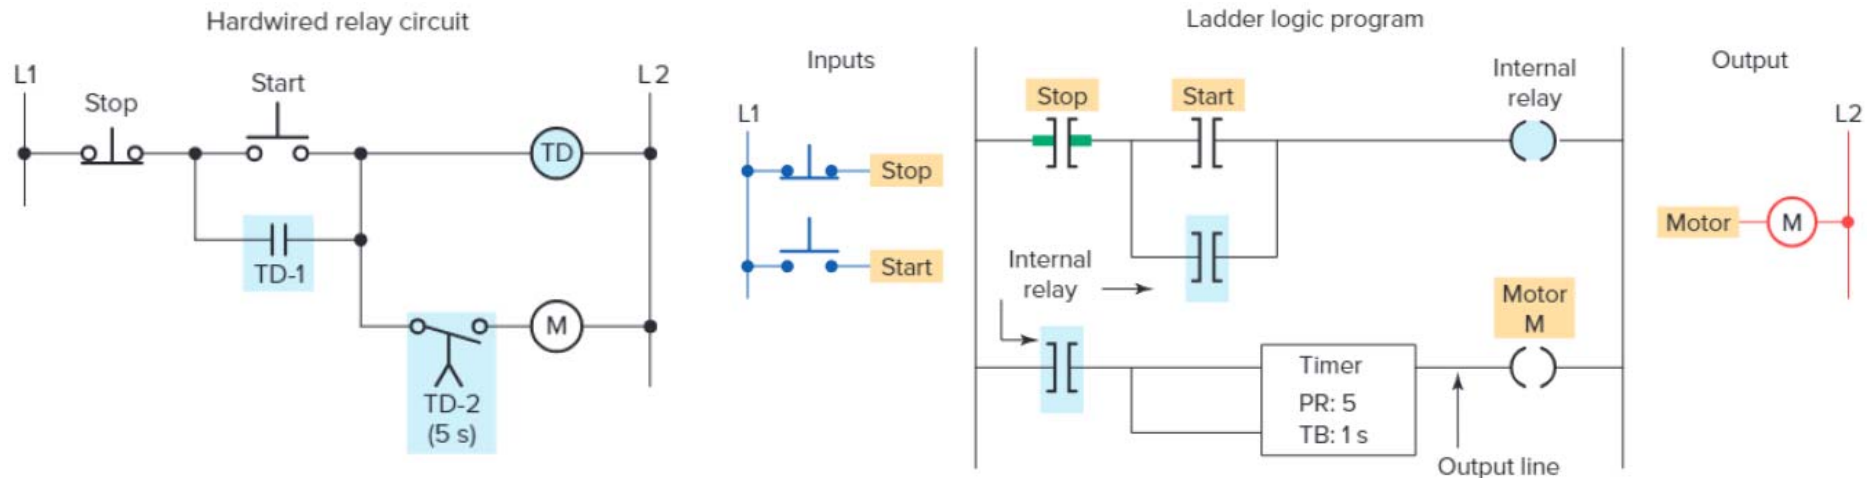 Hardwired relay circuit
L1
Stop
Start
L2
TD
TD-1
M
TD-2
(5 s)
Inputs
L1
Stop
Start
Ladder logic program
Stop
Start
Internal
relay
Internal
relay
Motor
M
Timer
PR: 5
TB: 1 s
Output line
Output
L2
Motor
M